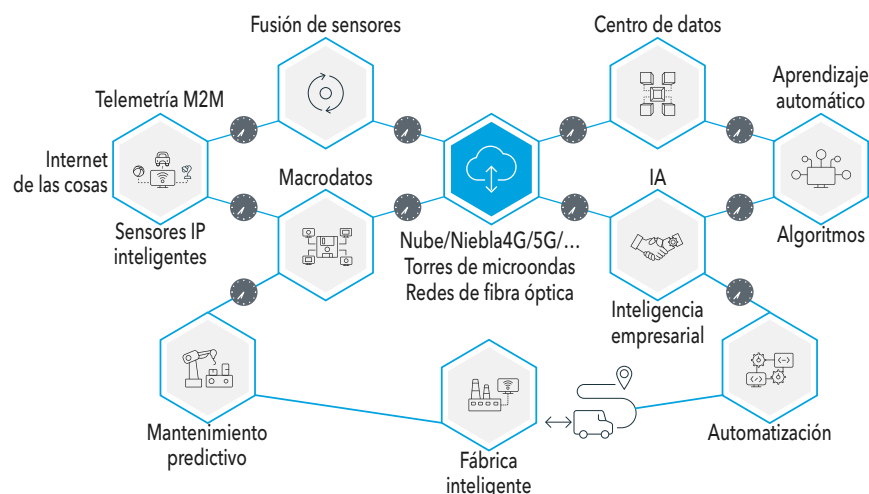 Fusión de sensores
Centro de datos
Aprendizaje
automático
Telemetría M2M
Internet
de las cosas
Macrodatos
IA
Sensores IP
inteligentes
Nube/Niebla4G/5G/...
Torres de microondas
Redes de fibra óptica
Algoritmos
Inteligencia
empresarial
Mantenimiento
predictivo
Fábrica
inteligente
Automatización